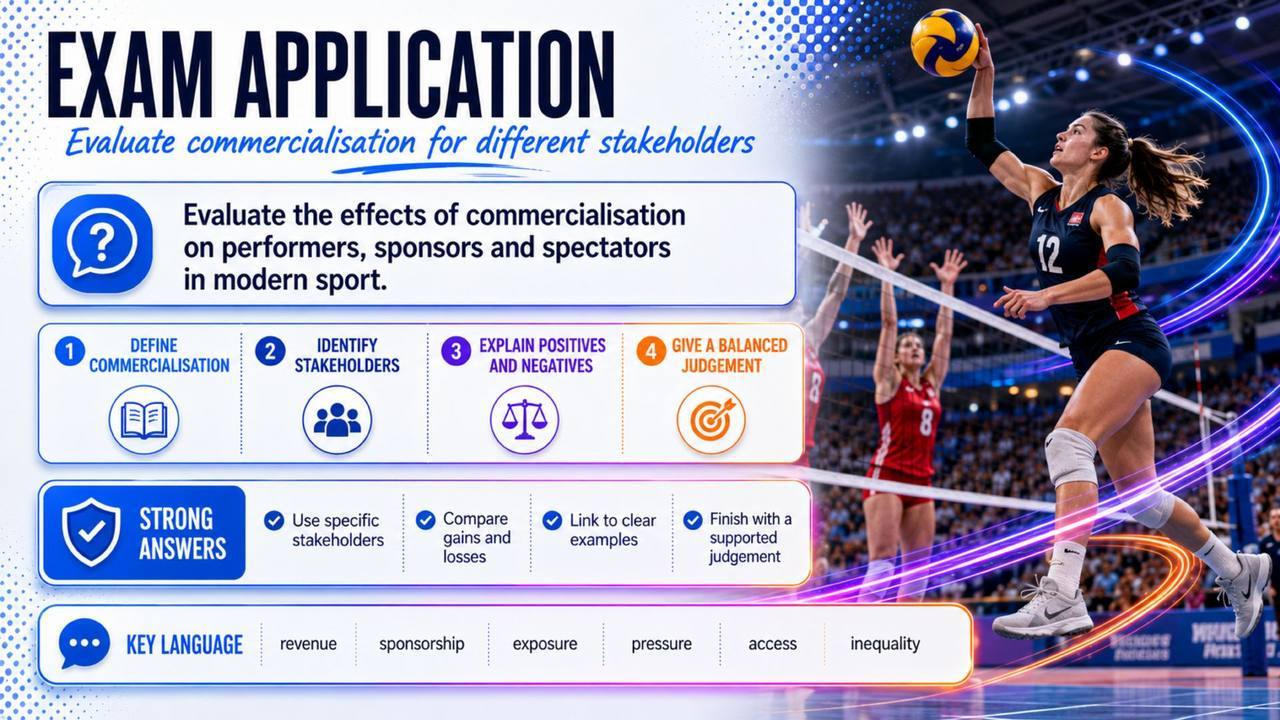 EXAM APPLICATION
Evaluate commercialisation for different stakeholders
?
Evaluate the effects of commercialisation
on performers, sponsors and spectators
in modern sport.
1 DEFINE
COMMERCIALISATION
2 IDENTIFY
STAKEHOLDERS
3 EXPLAIN POSITIVES
AND NEGATIVES
4 GIVE A BALANCED
JUDGEMENT
STRONG
ANSWERS
Use specific
stakeholders
Compare
gains and
losses
Link to clear
examples
Finish with a
supported
judgement
KEY LANGUAGE
revenue
sponsorship
exposure
pressure
access
inequality
12
8
8